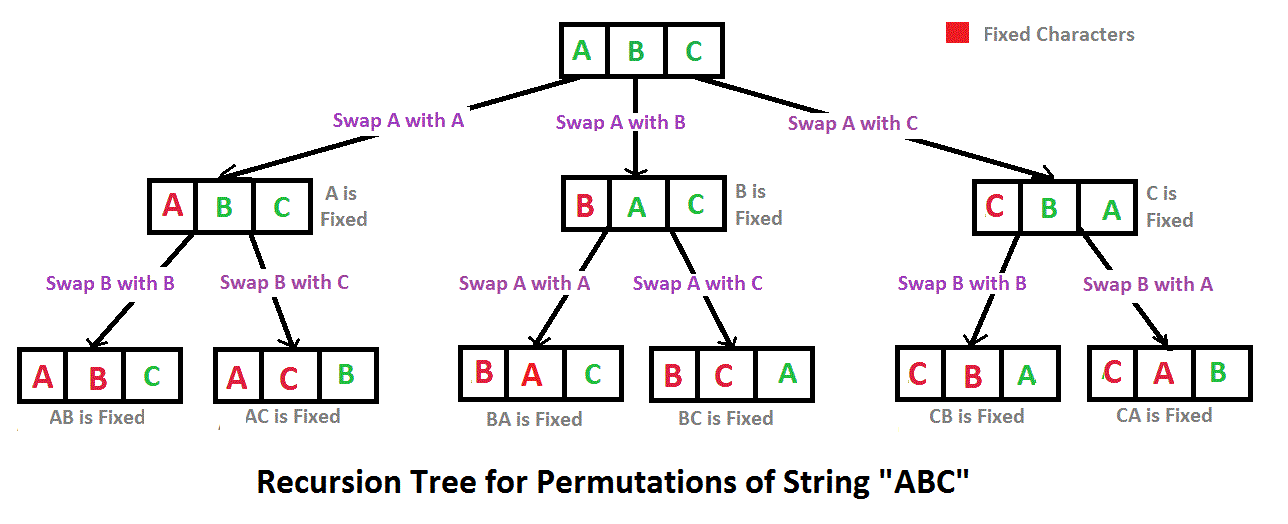 A B C
Fixed Characters
Swap A with A
Swap A with B
Swap A with C
A B C
A is
Fixed
B A C
B is
Fixed
C B A
C is
Fixed
Swap B with B
Swap B with C
Swap A with A
Swap A with C
Swap B with B
Swap B with A
A B C
A C B
B A C
B C A
C B A
C A B
AB is Fixed
AC is Fixed
BA is Fixed
BC is Fixed
CB is Fixed
CA is Fixed
Recursion Tree for Permutations of String "ABC"